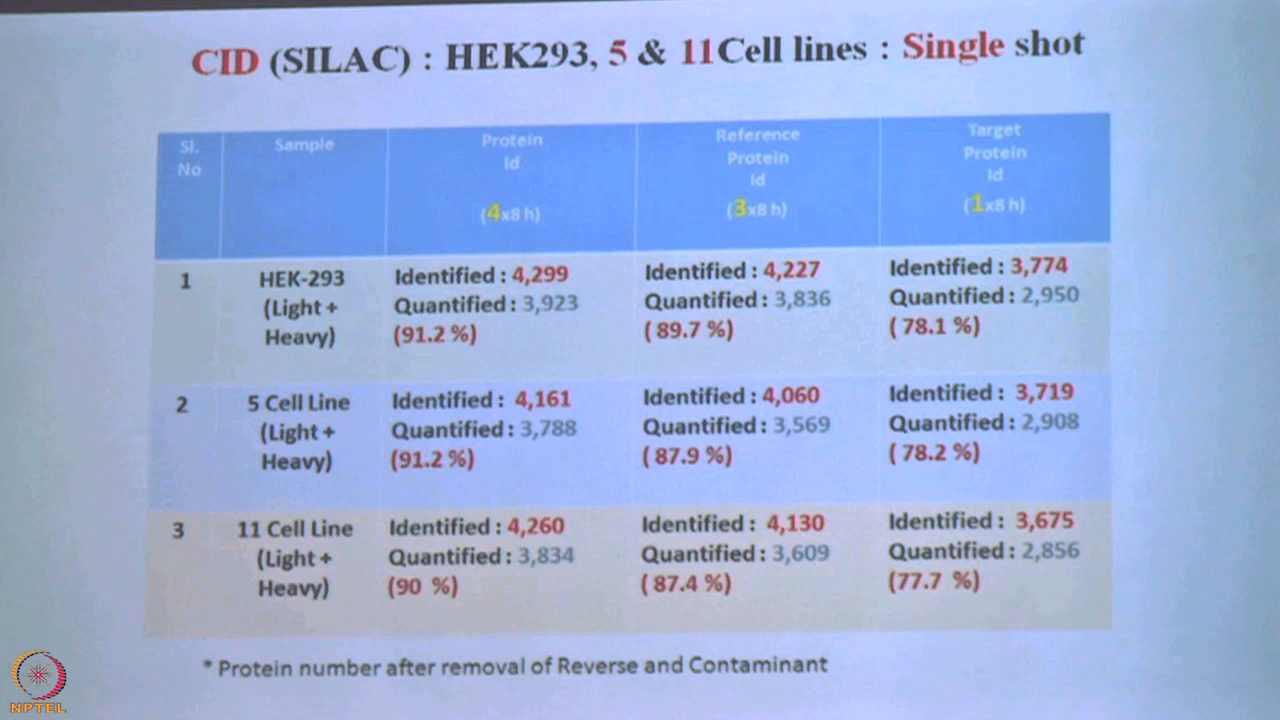 CID (SILAC) : HEK293, 5 & 11Cell lines : Single shot
Sl. No
Sample
Protein Id (4x8 h)
Reference Protein Id (3x8 h)
Target Protein Id (1x8 h)
1
HEK-293
(Light +
Heavy)
Identified : 4,299
Quantified : 3,923
(91.2 %)
Identified : 4,227
Quantified : 3,836
( 89.7 %)
Identified : 3,774
Quantified : 2,950
( 78.1 %)
2
5 Cell Line
(Light +
Heavy)
Identified : 4,161
Quantified : 3,788
(91.2 %)
Identified : 4,060
Quantified : 3,569
( 87.9 %)
Identified : 3,719
Quantified : 2,908
( 78.2 %)
3
11 Cell Line
(Light +
Heavy)
Identified : 4,260
Quantified : 3,834
(90 %)
Identified : 4,130
Quantified : 3,609
( 87.4 %)
Identified : 3,675
Quantified : 2,856
(77.7 %)
* Protein number after removal of Reverse and Contaminant
NPTEL